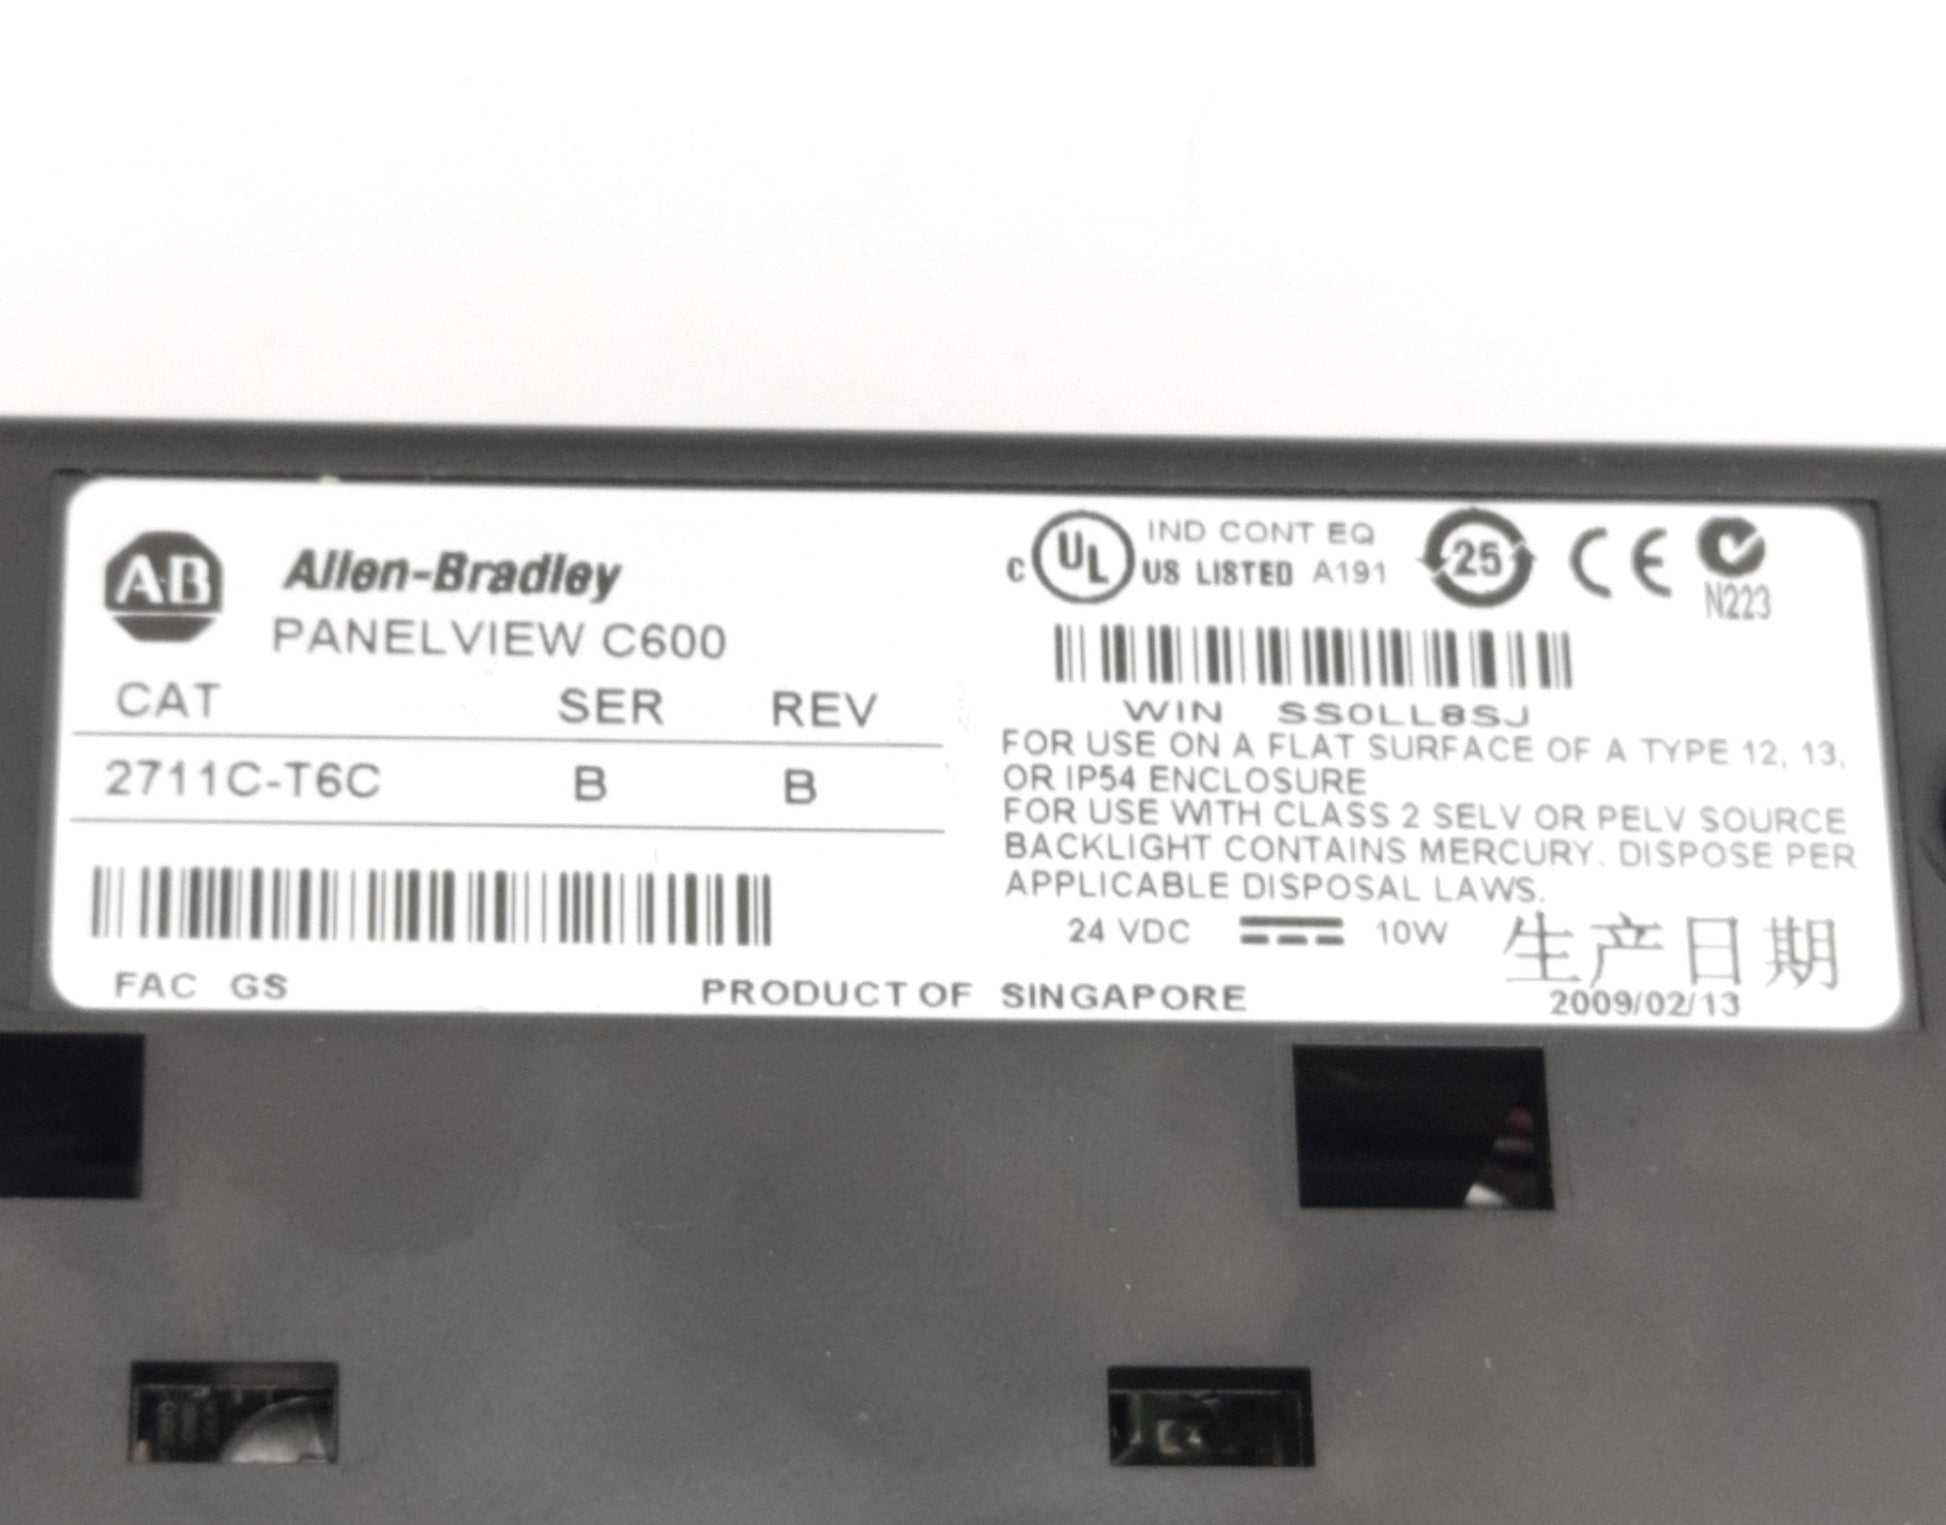 AB Allen-Bradley
PANELVIEW C600
CAT SER REV
2711C-T6C B B
FAC GS
PRODUCT OF SINGAPORE
C UL US LISTED IND CONT EQ A191
25
CE
N223
WIN SS0LL8SJ
FOR USE ON A FLAT SURFACE OF A TYPE 12, 13,
OR IP54 ENCLOSURE
FOR USE WITH CLASS 2 SELV OR PELV SOURCE
BACKLIGHT CONTAINS MERCURY. DISPOSE PER
APPLICABLE DISPOSAL LAWS.
24 VDC 10W
生产日期
2009/02/13